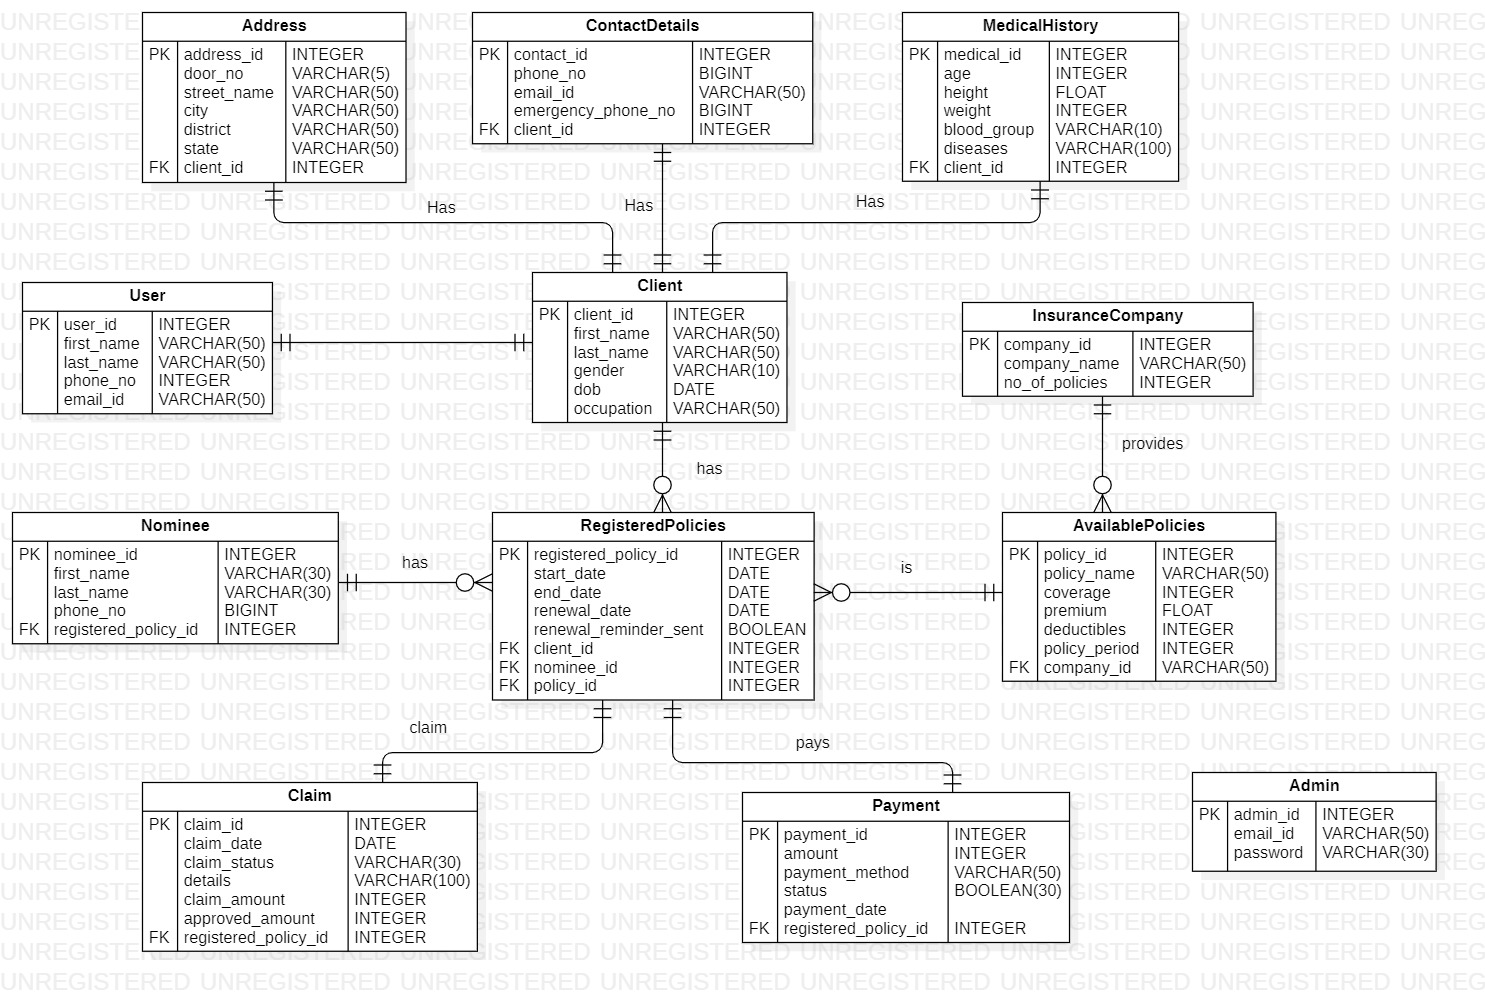 Address
PK address_id INTEGER
door_no VARCHAR(5)
street_name VARCHAR(50)
city VARCHAR(50)
district VARCHAR(50)
state VARCHAR(50)
FK client_id INTEGER
ContactDetails
PK contact_id INTEGER
phone_no BIGINT
email_id VARCHAR(50)
emergency_phone_no BIGINT
FK client_id INTEGER
MedicalHistory
PK medical_id INTEGER
age INTEGER
height FLOAT
weight INTEGER
blood_group VARCHAR(10)
diseases VARCHAR(100)
FK client_id INTEGER
Has
Has
Has
User
PK user_id INTEGER
first_name VARCHAR(50)
last_name VARCHAR(50)
phone_no INTEGER
email_id VARCHAR(50)
Client
PK client_id INTEGER
first_name VARCHAR(50)
last_name VARCHAR(50)
gender VARCHAR(10)
dob DATE
occupation VARCHAR(50)
InsuranceCompany
PK company_id INTEGER
company_name VARCHAR(50)
no_of_policies INTEGER
has
provides
Nominee
PK nominee_id INTEGER
first_name VARCHAR(30)
last_name VARCHAR(30)
phone_no BIGINT
FK registered_policy_id INTEGER
has
RegisteredPolicies
PK registered_policy_id INTEGER
start_date DATE
end_date DATE
renewal_date DATE
renewal_reminder_sent BOOLEAN
FK client_id INTEGER
FK nominee_id INTEGER
FK policy_id INTEGER
is
AvailablePolicies
PK policy_id INTEGER
policy_name VARCHAR(50)
coverage INTEGER
premium FLOAT
deductibles INTEGER
policy_period INTEGER
FK company_id VARCHAR(50)
claim
pays
Claim
PK claim_id INTEGER
claim_date DATE
claim_status VARCHAR(30)
details VARCHAR(100)
claim_amount INTEGER
approved_amount INTEGER
FK registered_policy_id INTEGER
Payment
PK payment_id INTEGER
amount INTEGER
payment_method VARCHAR(50)
status BOOLEAN(30)
payment_date
FK registered_policy_id INTEGER
Admin
PK admin_id INTEGER
email_id VARCHAR(50)
password VARCHAR(30)
UNREGISTERED